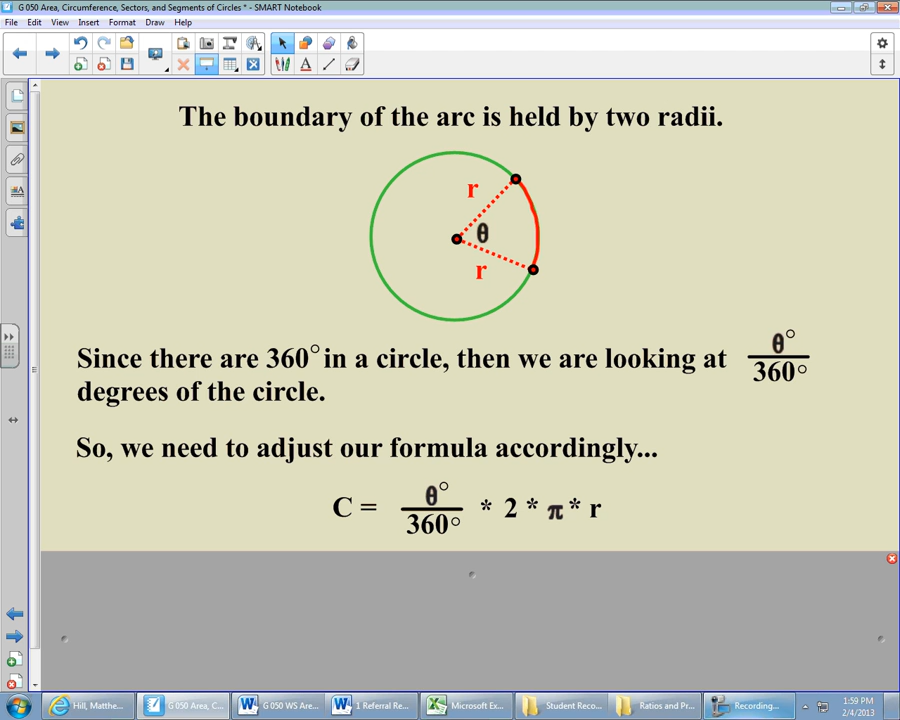 G 050 Area, Circumference, Sectors, and Segments of Circles * - SMART Notebook
File Edit View Insert Format Draw Help
The boundary of the arc is held by two radii.
r
θ
r
Since there are 360° in a circle, then we are looking at θ°/360°
degrees of the circle.
So, we need to adjust our formula accordingly...
C = θ°/360° * 2 * π * r
Hill, Matthe... G 050 Area, C... G 050 WS Are... 1 Referral Re... Microsoft Ex... Student Reco... Ratios and Pr... Recording... 1:59 PM
2/4/2013